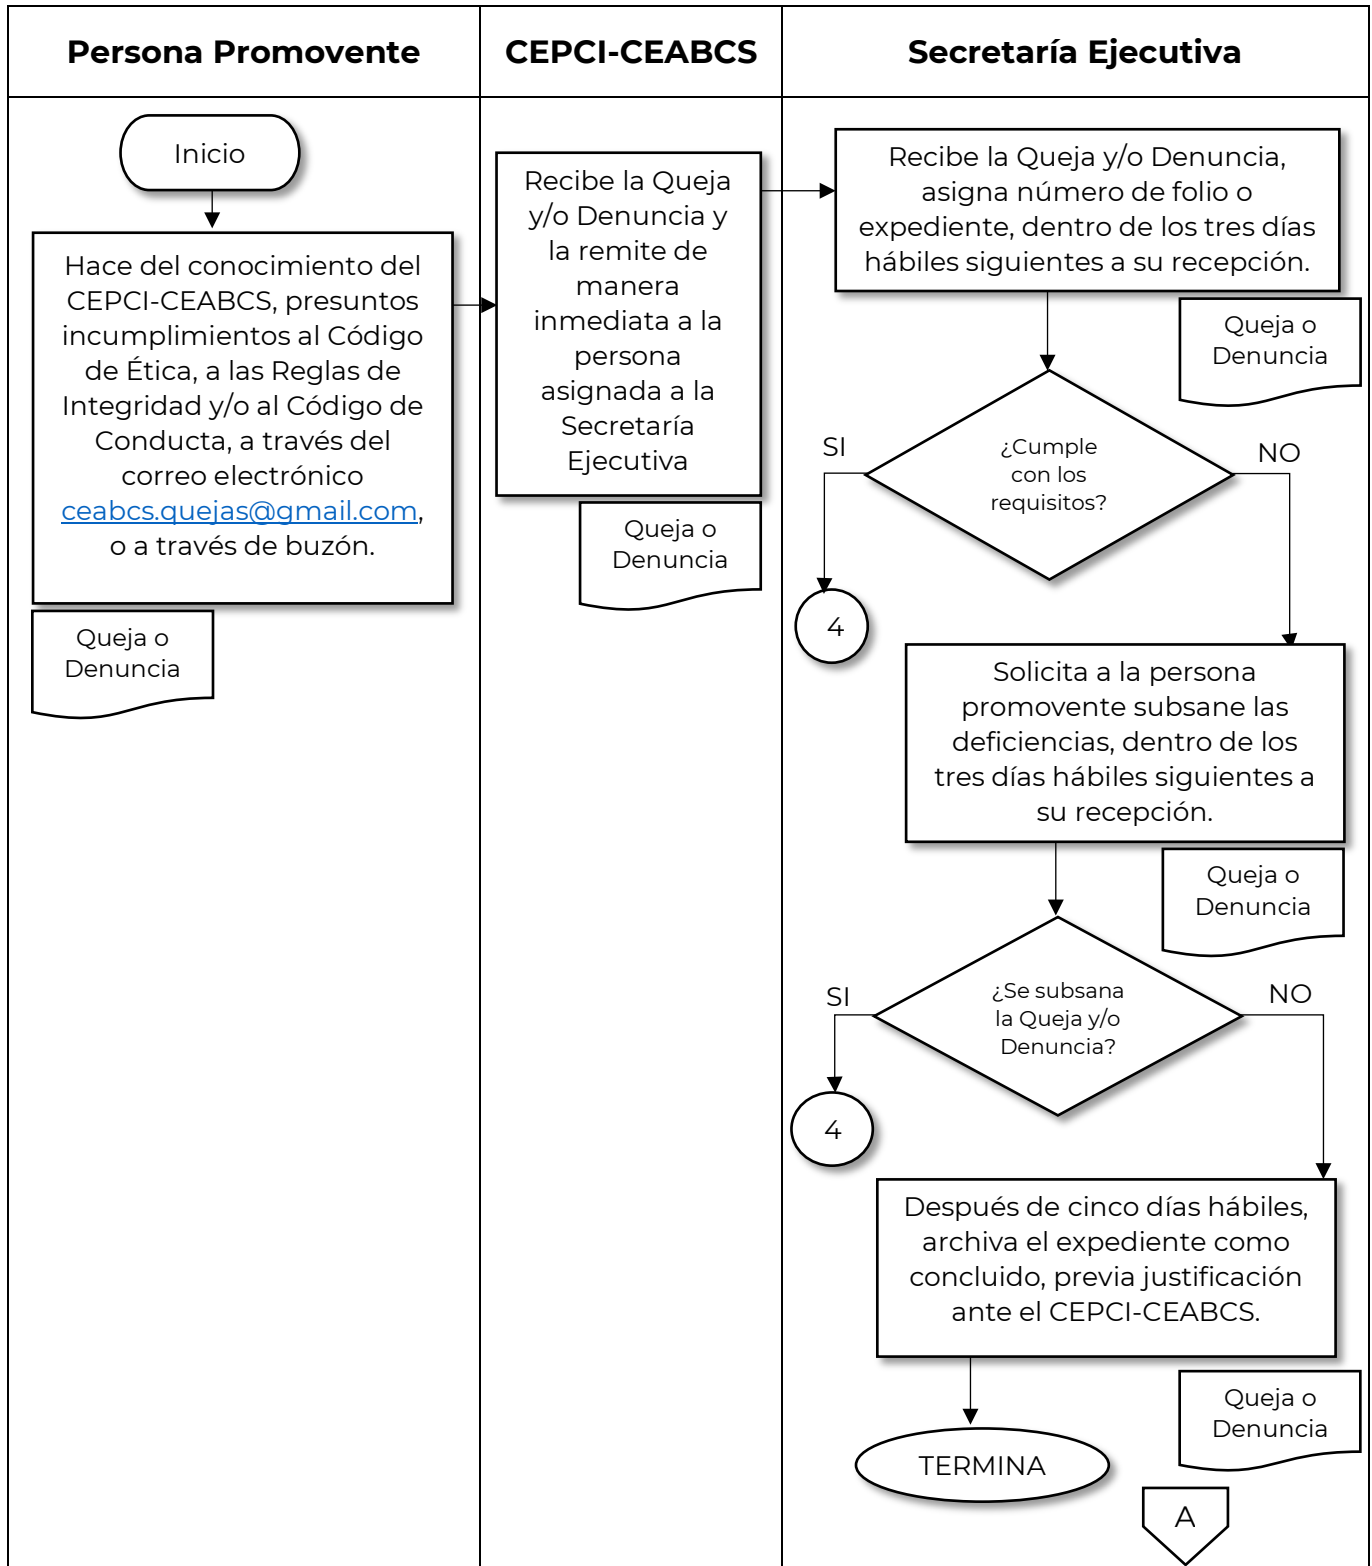 Persona Promovente
CEPCI-CEABCS
Secretaría Ejecutiva
Inicio
Hace del conocimiento del
CEPCI-CEABCS, presuntos
incumplimientos al Código
de Ética, a las Reglas de
Integridad y/o al Código de
Conducta, a través del
correo electrónico
ceabcs.quejas@gmail.com,
o a través de buzón.
Queja o
Denuncia
Recibe la Queja
y/o Denuncia y
la remite de
manera
inmediata a la
persona
asignada a la
Secretaría
Ejecutiva
Queja o
Denuncia
Recibe la Queja y/o Denuncia,
asigna número de folio o
expediente, dentro de los tres días
hábiles siguientes a su recepción.
Queja o
Denuncia
¿Cumple
con los
requisitos?
SI
NO
4
Solicita a la persona
promovente subsane las
deficiencias, dentro de los
tres días hábiles siguientes a
su recepción.
Queja o
Denuncia
¿Se subsana
la Queja y/o
Denuncia?
SI
NO
4
Después de cinco días hábiles,
archiva el expediente como
concluido, previa justificación
ante el CEPCI-CEABCS.
Queja o
Denuncia
TERMINA
A